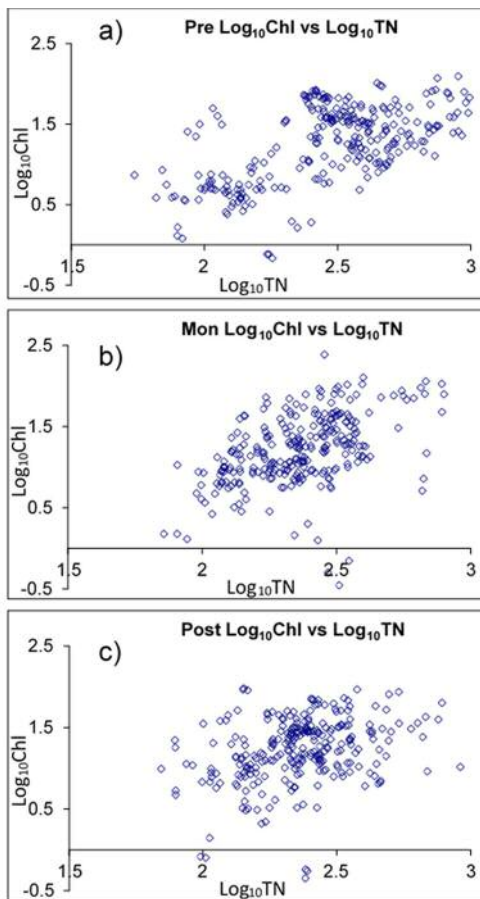 a)
Pre Log₁₀Chl vs Log₁₀TN
2.5
1.5
0.5
-0.5
Log₁₀Chl
1.5 2 2.5 3
Log₁₀TN
b)
Mon Log₁₀Chl vs Log₁₀TN
2.5
1.5
0.5
-0.5
Log₁₀Chl
1.5 2 2.5 3
Log₁₀TN
c)
Post Log₁₀Chl vs Log₁₀TN
2.5
1.5
0.5
-0.5
Log₁₀Chl
1.5 2 2.5 3
Log₁₀TN